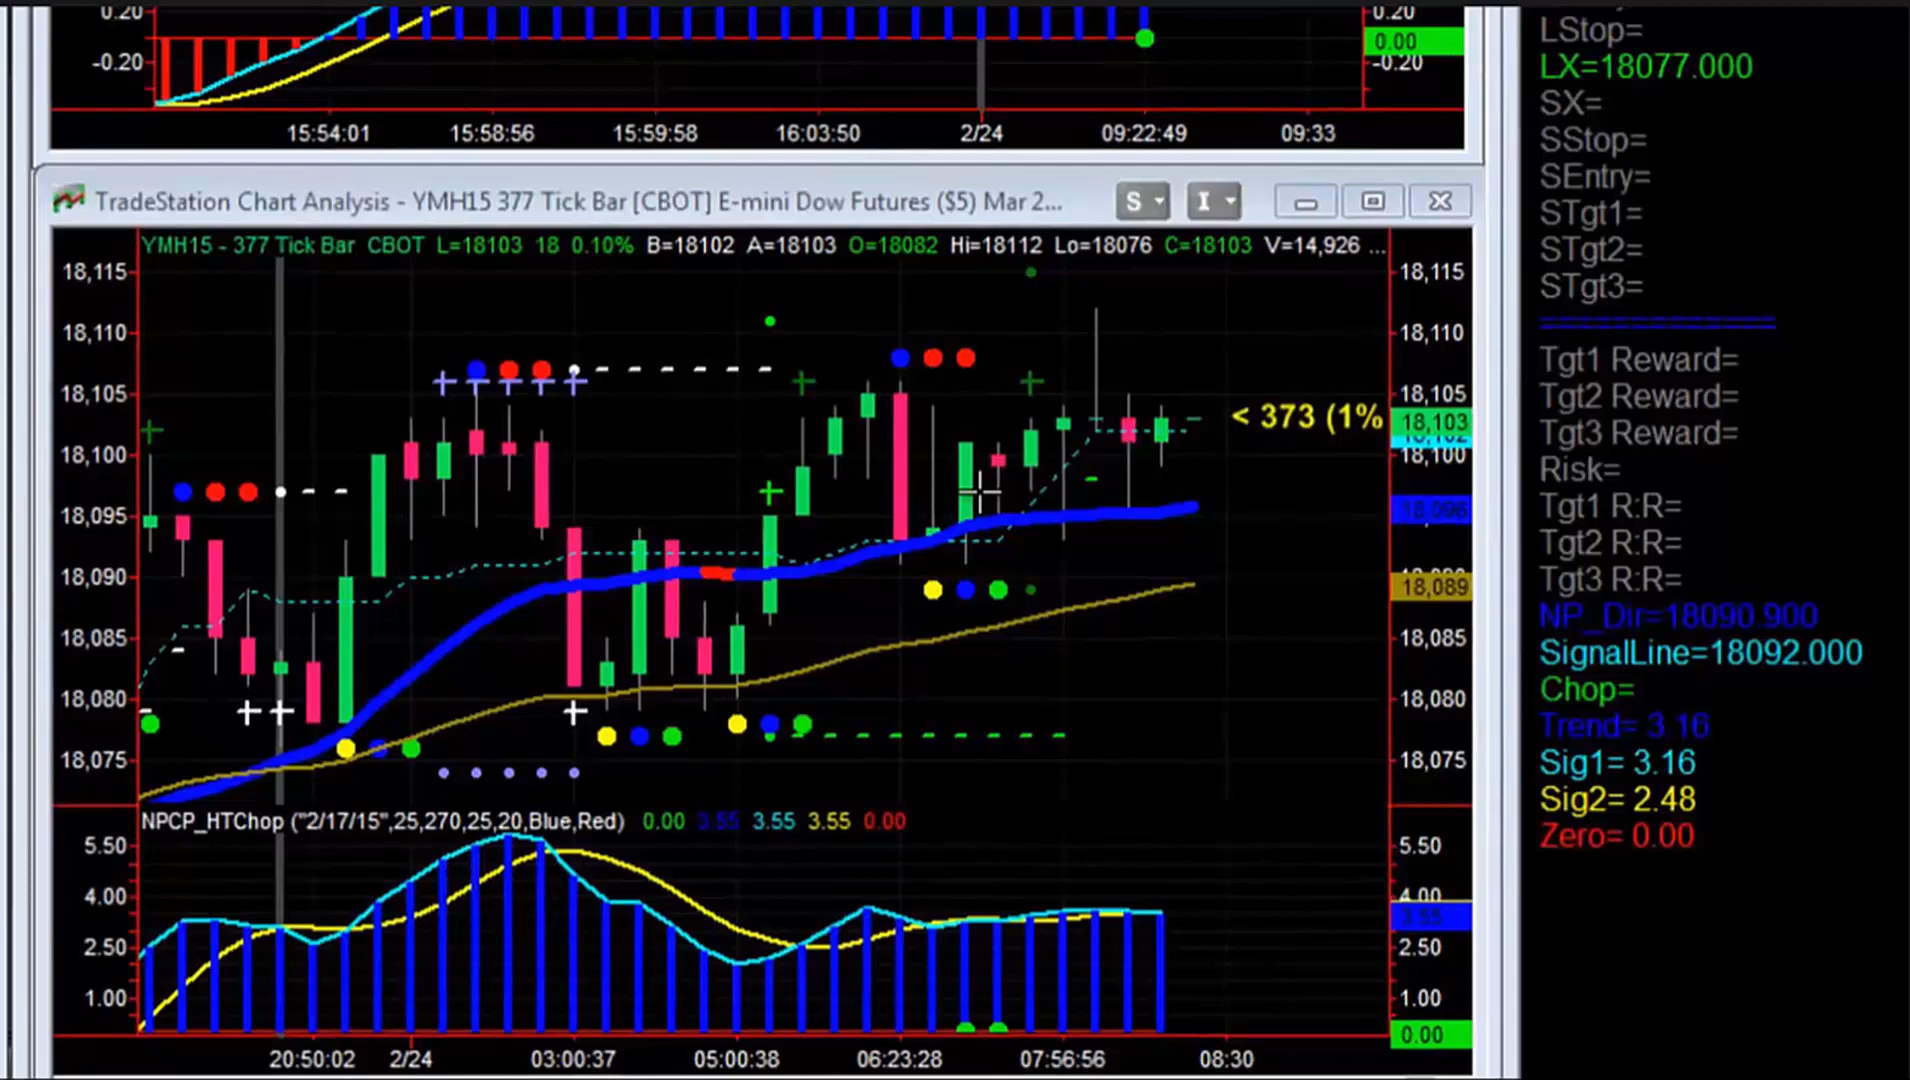 0.20
-0.20
0.20
0.00
-0.20
15:54:01 15:58:56 15:59:58 16:03:50 2/24 09:22:49 09:33
TradeStation Chart Analysis - YMH15 377 Tick Bar [CBOT] E-mini Dow Futures ($5) Mar 2...
S I
YMH15 - 377 Tick Bar CBOT L=18103 18 0.10% B=18102 A=18103 O=18082 Hi=18112 Lo=18076 C=18103 V=14,926 ...
18,115 18,115
18,110 18,110
18,105 18,105
< 373 (1% 18,103
18,102
18,100 18,100
18,095 18,096
18,090
18,089
18,085 18,085
18,080 18,080
18,075 18,075
NPCP_HTChop ("2/17/15",25,270,25,20,Blue,Red) 0.00 3.55 3.55 3.55 0.00
5.50 5.50
4.00 4.00
3.55
2.50 2.50
1.00 1.00
0.00
20:50:02 2/24 03:00:37 05:00:38 06:23:28 07:56:56 08:30
LStop=
LX=18077.000
SX=
SStop=
SEntry=
STgt1=
STgt2=
STgt3=
==============
Tgt1 Reward=
Tgt2 Reward=
Tgt3 Reward=
Risk=
Tgt1 R:R=
Tgt2 R:R=
Tgt3 R:R=
NP_Dir=18090.900
SignalLine=18092.000
Chop=
Trend= 3.16
Sig1= 3.16
Sig2= 2.48
Zero= 0.00